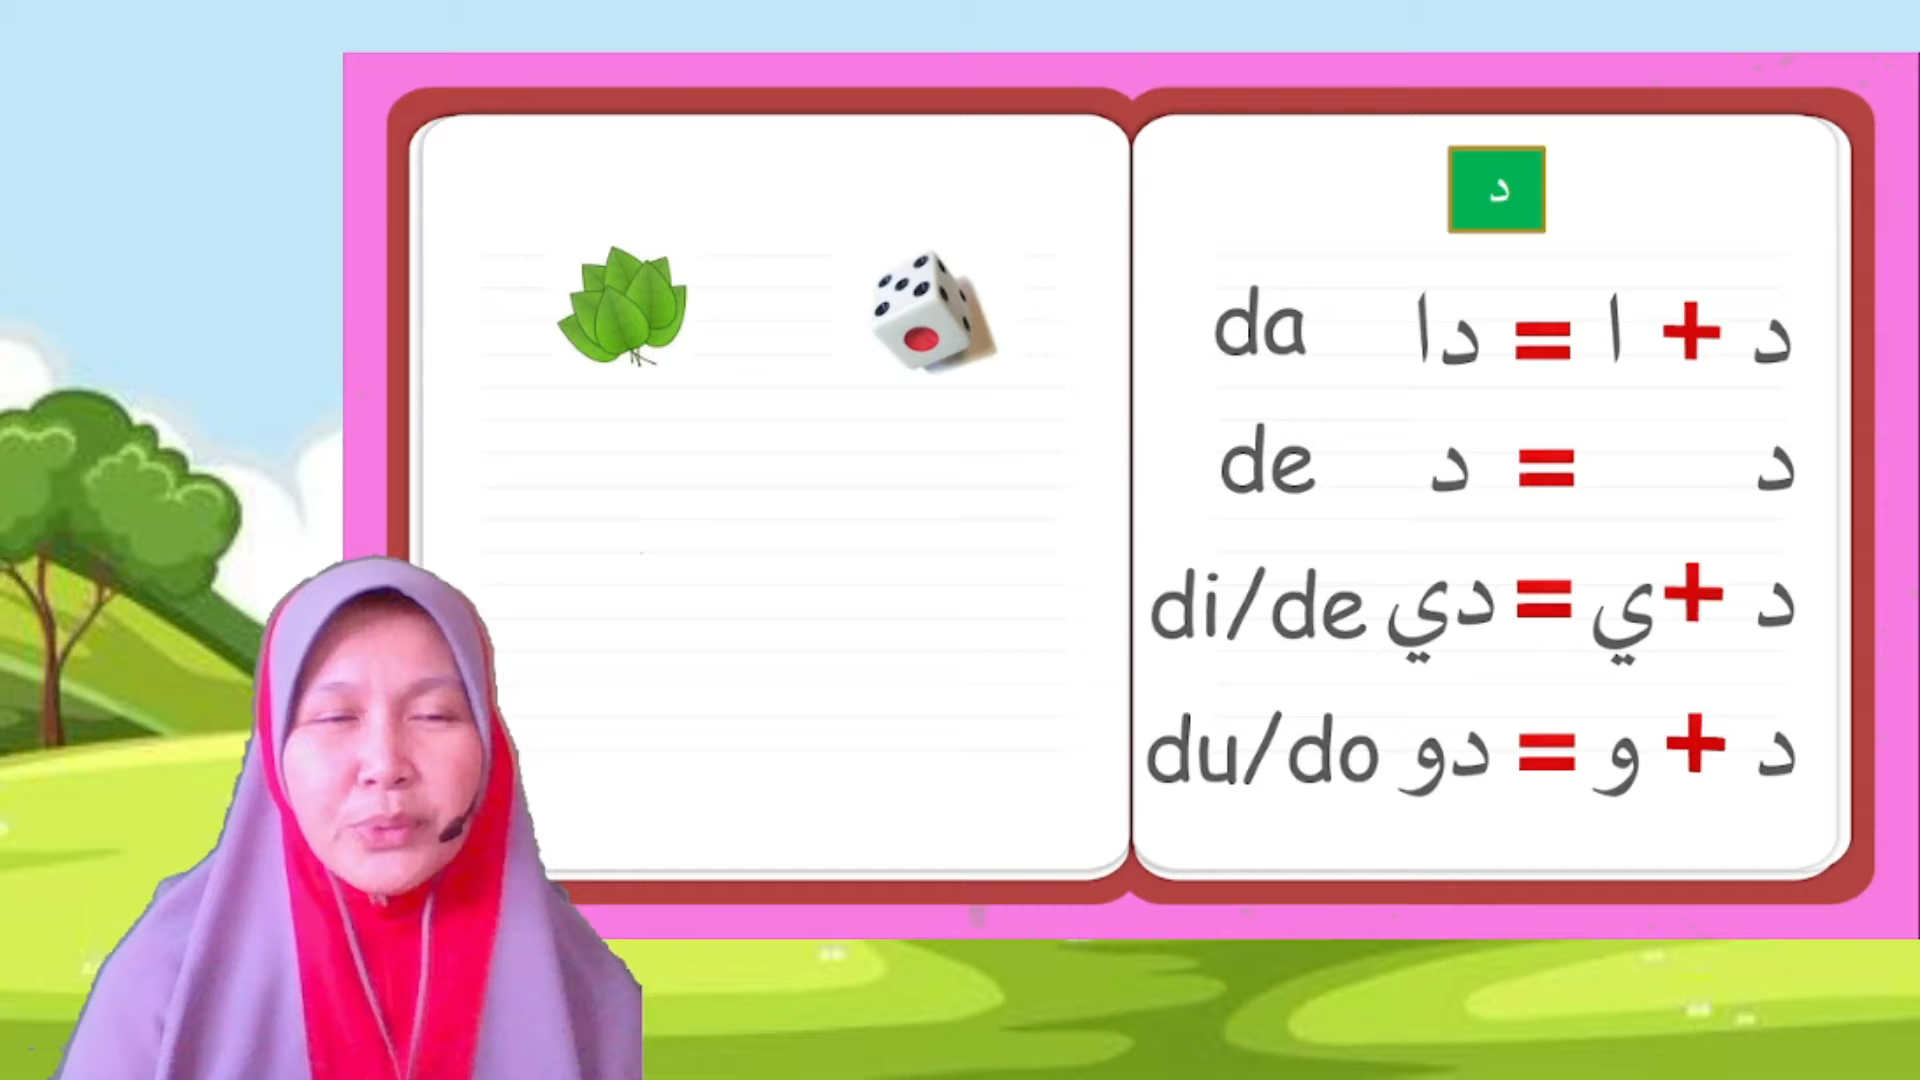 د
د + ا = دا da
د = د de
د + ي = دي di/de
د + و = دو du/do